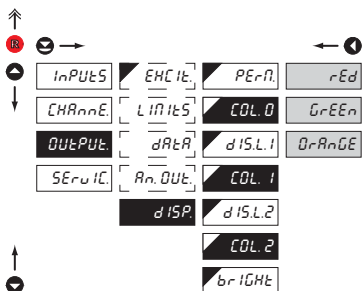 R
InPUtS EHCIt. PErM. rEd
CHAnnE. LIMItS COL. 0 GrEEn
OUtPUt. dAtA dIS.L.1 OrAnGE
SErvIC. An. OUt. COL. 1
dISP. dIS.L.2
COL. 2
brIGHt